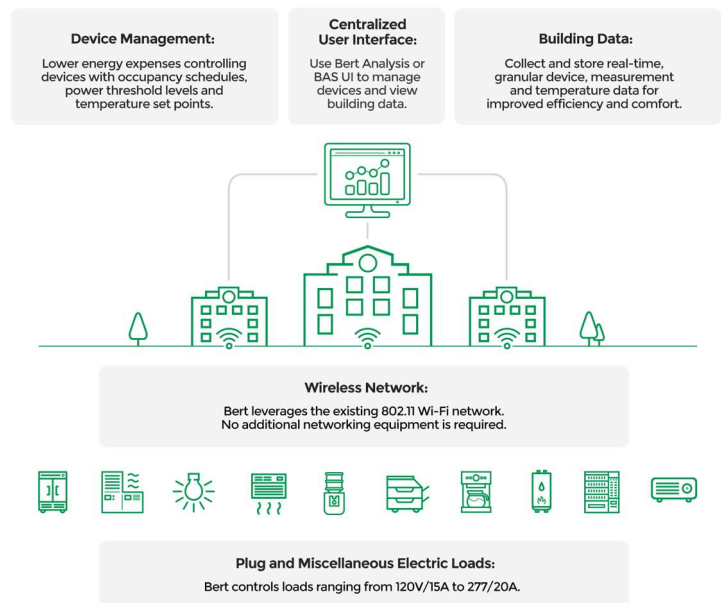 Device Management:
Lower energy expenses controlling
devices with occupancy schedules,
power threshold levels and
temperature set points.
Centralized
User Interface:
Use Bert Analysis or
BAS UI to manage
devices and view
building data.
Building Data:
Collect and store real-time,
granular device, measurement
and temperature data for
improved efficiency and comfort.
Wireless Network:
Bert leverages the existing 802.11 Wi-Fi network.
No additional networking equipment is required.
Plug and Miscellaneous Electric Loads:
Bert controls loads ranging from 120V/15A to 277/20A.